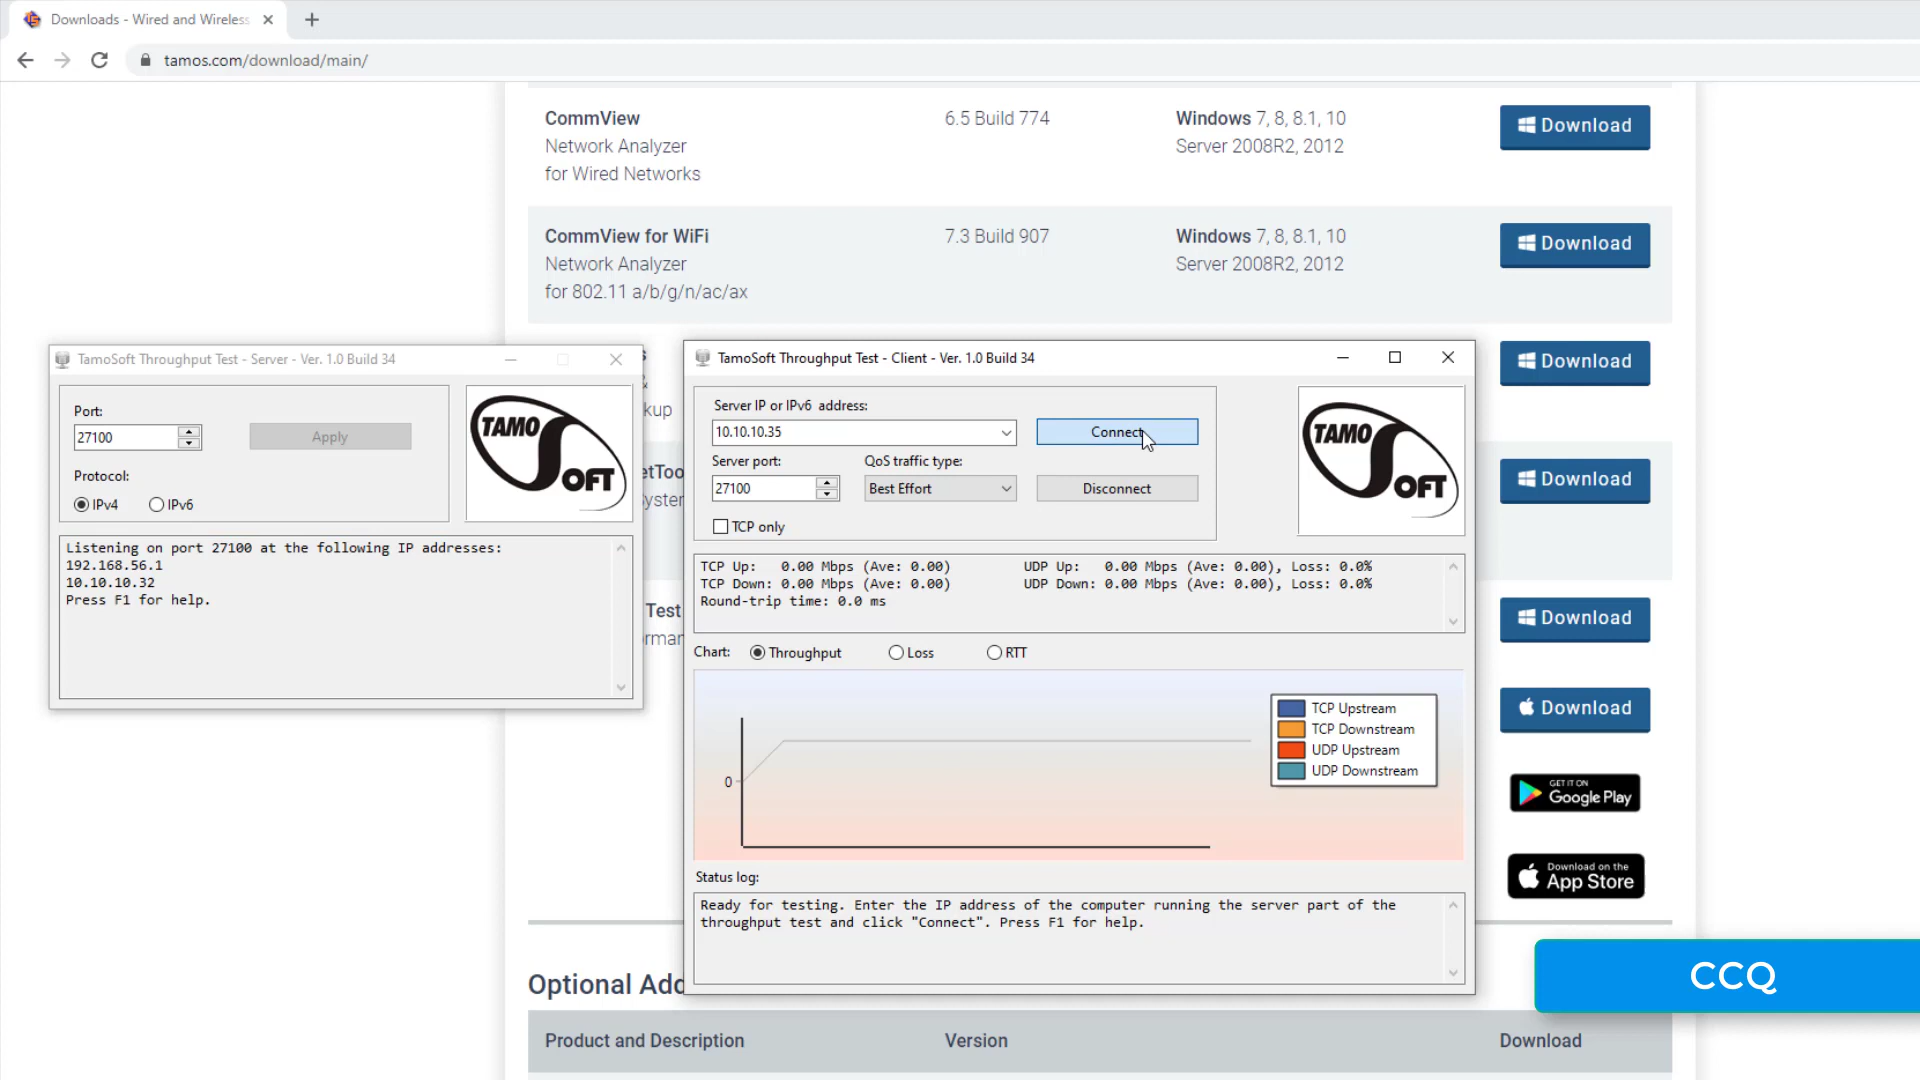 Downloads - Wired and Wireless
tamos.com/download/main/
CommView
Network Analyzer
for Wired Networks
6.5 Build 774
Windows 7, 8, 8.1, 10
Server 2008R2, 2012
Download
CommView for WiFi
Network Analyzer
for 802.11 a/b/g/n/ac/ax
7.3 Build 907
Windows 7, 8, 8.1, 10
Server 2008R2, 2012
Download
Download
Download
Download
Download
GET IT ON
Google Play
Download on the
App Store
s
&
kup
etToo
System
Test
rman
TamoSoft Throughput Test - Server - Ver. 1.0 Build 34
Port:
27100
Apply
Protocol:
IPv4
IPv6
TAMO
SOFT
Listening on port 27100 at the following IP addresses:
192.168.56.1
10.10.10.32
Press F1 for help.
TamoSoft Throughput Test - Client - Ver. 1.0 Build 34
Server IP or IPv6 address:
10.10.10.35
Connect
Server port:
QoS traffic type:
27100
Best Effort
Disconnect
TCP only
TAMO
SOFT
TCP Up: 0.00 Mbps (Ave: 0.00) UDP Up: 0.00 Mbps (Ave: 0.00), Loss: 0.0%
TCP Down: 0.00 Mbps (Ave: 0.00) UDP Down: 0.00 Mbps (Ave: 0.00), Loss: 0.0%
Round-trip time: 0.0 ms
Chart:
Throughput
Loss
RTT
0
TCP Upstream
TCP Downstream
UDP Upstream
UDP Downstream
Status log:
Ready for testing. Enter the IP address of the computer running the server part of the
throughput test and click "Connect". Press F1 for help.
CCQ
Optional Add
Product and Description
Version
Download